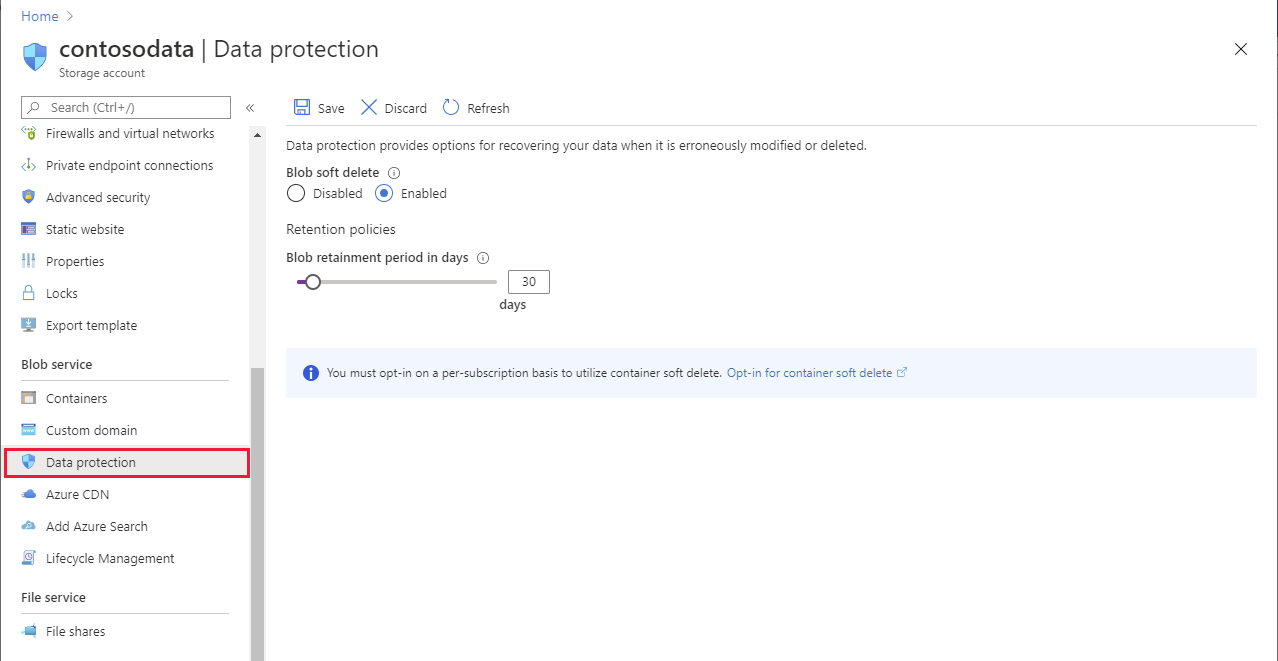 Home
contosodata | Data protection
Storage account
Search (Ctrl+/)
Firewalls and virtual networks
Private endpoint connections
Advanced security
Static website
Properties
Locks
Export template
Blob service
Containers
Custom domain
Data protection
Azure CDN
Add Azure Search
Lifecycle Management
File service
File shares
Save Discard Refresh
Data protection provides options for recovering your data when it is erroneously modified or deleted.
Blob soft delete
Disabled Enabled
Retention policies
Blob retainment period in days
30
days
You must opt-in on a per-subscription basis to utilize container soft delete. Opt-in for container soft delete